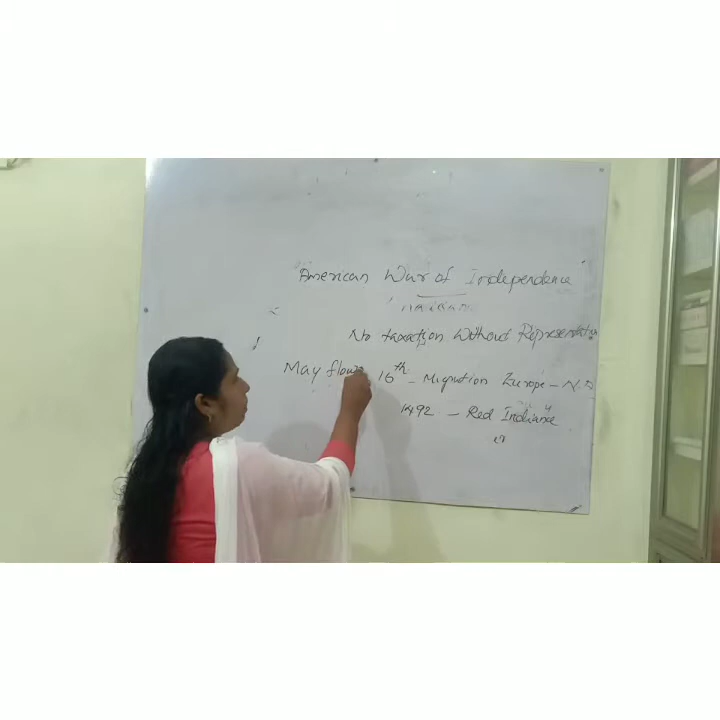 American War of Independence
No taxation Without Representation
May flower 16th - Migration Europe - N.
1492 - Red Indians